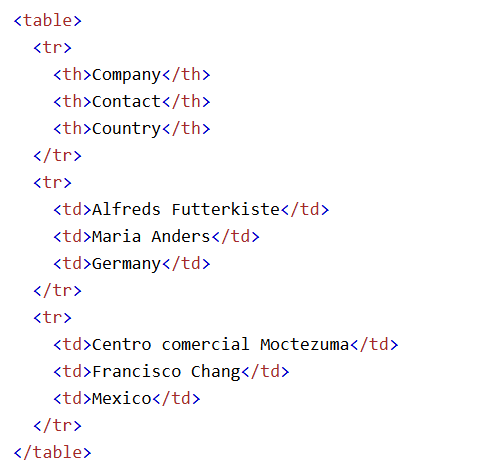 <table>
  <tr>
    <th>Company</th>
    <th>Contact</th>
    <th>Country</th>
  </tr>
  <tr>
    <td>Alfreds Futterkiste</td>
    <td>Maria Anders</td>
    <td>Germany</td>
  </tr>
  <tr>
    <td>Centro comercial Moctezuma</td>
    <td>Francisco Chang</td>
    <td>Mexico</td>
  </tr>
</table>